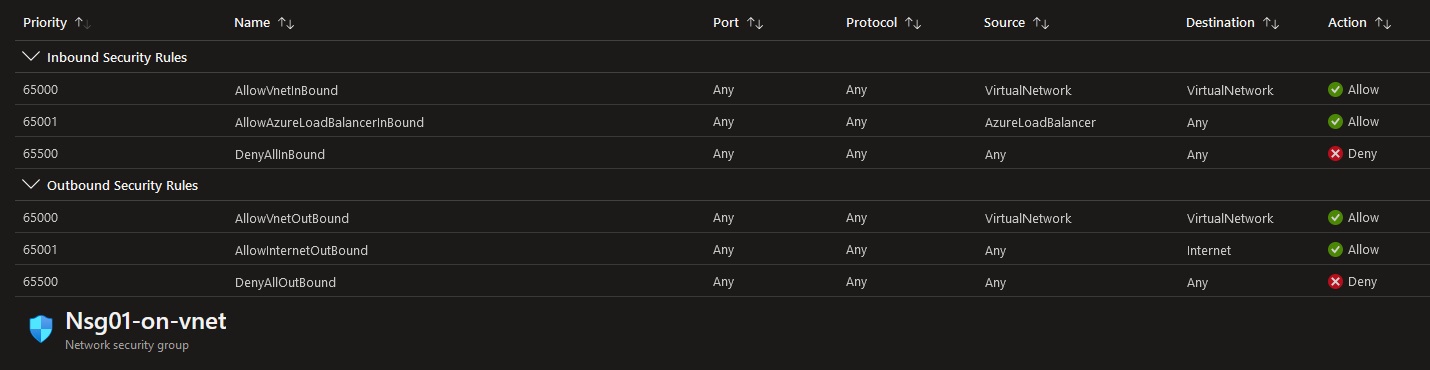 Priority ↑↓ Name ↑↓ Port ↑↓ Protocol ↑↓ Source ↑↓ Destination ↑↓ Action ↑↓
Inbound Security Rules
65000 AllowVnetInBound Any Any VirtualNetwork VirtualNetwork Allow
65001 AllowAzureLoadBalancerInBound Any Any AzureLoadBalancer Any Allow
65500 DenyAllInBound Any Any Any Any Deny
Outbound Security Rules
65000 AllowVnetOutBound Any Any VirtualNetwork VirtualNetwork Allow
65001 AllowInternetOutBound Any Any Any Internet Allow
65500 DenyAllOutBound Any Any Any Any Deny
Nsg01-on-vnet
Network security group